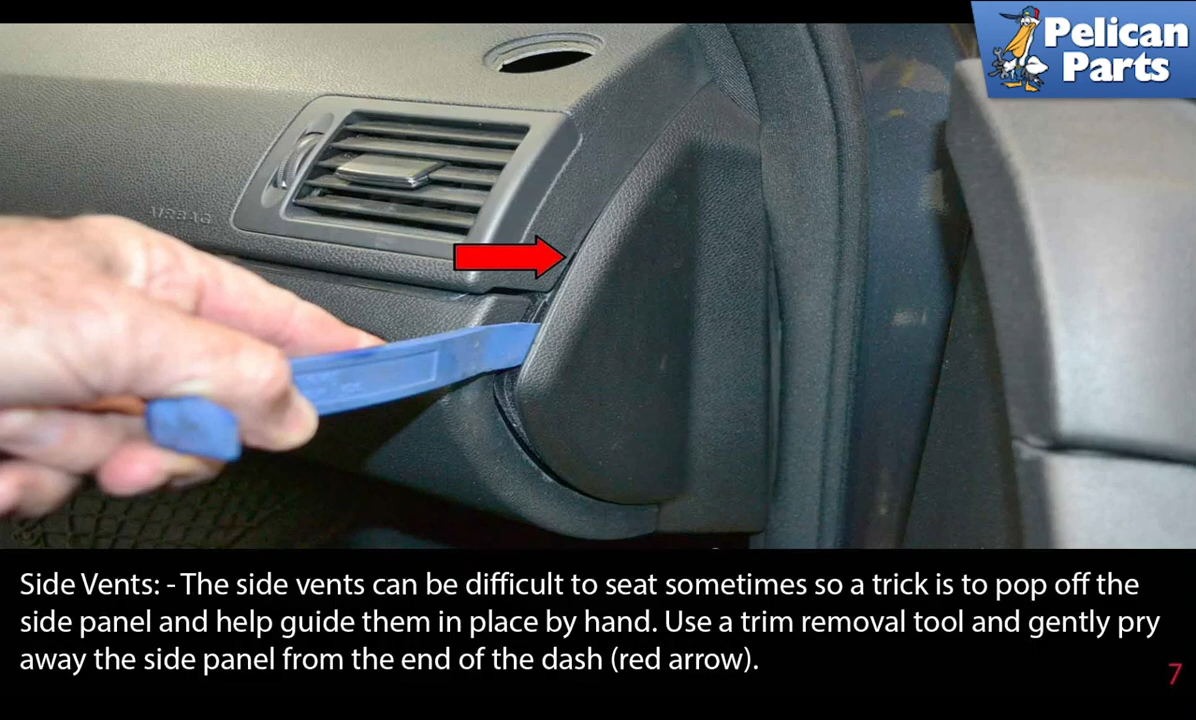 Pelican
Parts
AIRBAG
Side Vents: - The side vents can be difficult to seat sometimes so a trick is to pop off the
side panel and help guide them in place by hand. Use a trim removal tool and gently pry
away the side panel from the end of the dash (red arrow).
7